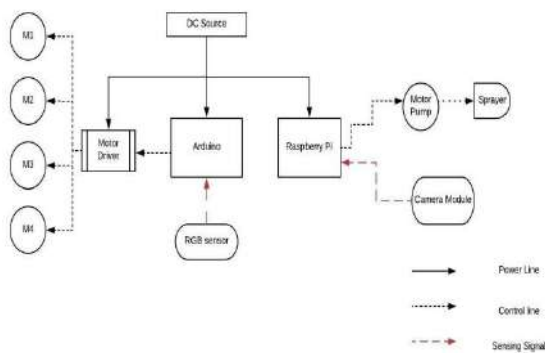 DC Source
M1
M2
M3
M4
Motor
Driver
Arduino
Raspberry Pi
Motor
Pump
Sprayer
RGB sensor
Camera Module
Power Line
Control line
Sensing Signal